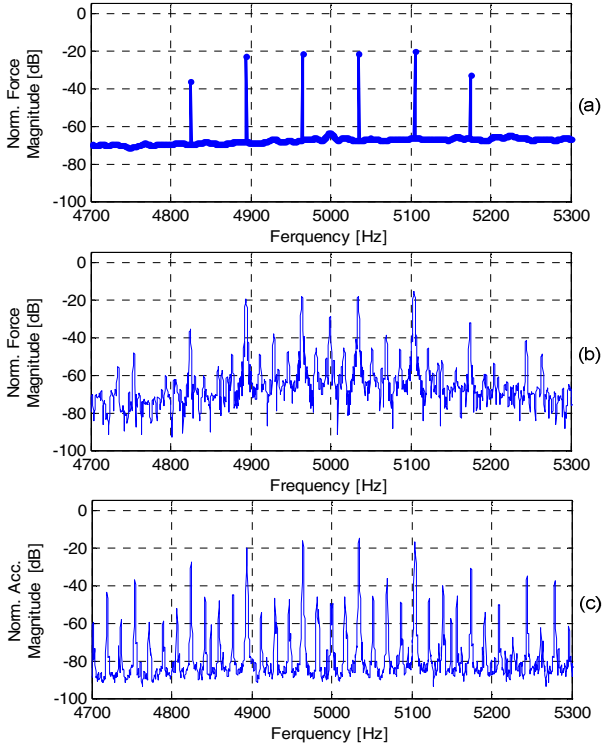 0
-20
-40
-60
-80
-100
Norm. Force
Magnitude [dB]
4700 4800 4900 5000 5100 5200 5300
Ferquency [Hz]
(a)
0
-20
-40
-60
-80
-100
Norm. Force
Magnitude [dB]
4700 4800 4900 5000 5100 5200 5300
Frequency [Hz]
(b)
0
-20
-40
-60
-80
-100
Norm. Acc.
Magnitude [dB]
4700 4800 4900 5000 5100 5200 5300
Ferquency [Hz]
(c)